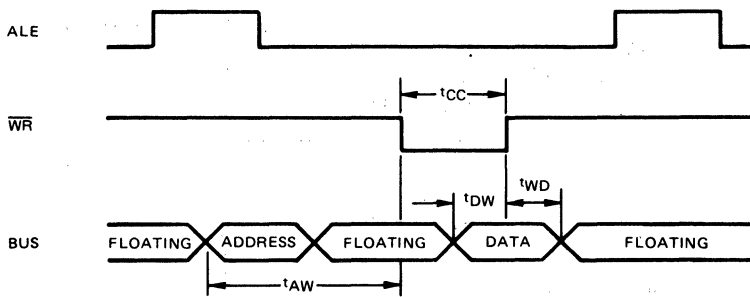 ALE
tCC
WR
tDW
tWD
BUS
FLOATING ADDRESS FLOATING DATA FLOATING
tAW